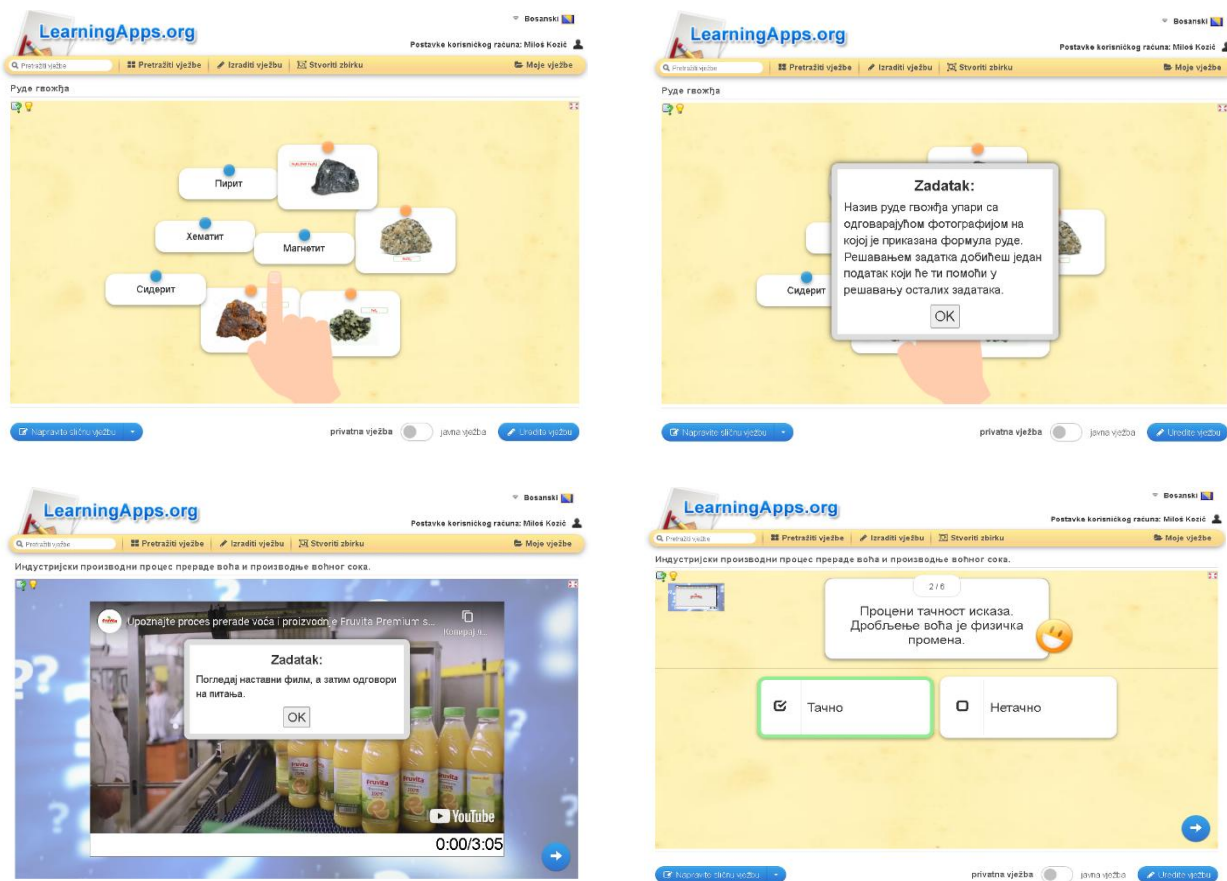 LearningApps.org
Bosanski
Postavke korisničkog računa: Miloš Kozić
Pretražiti vježbe
Pretražiti vježbe
Izraditi vježbu
Stvoriti zbirku
Moje vježbe
Руде гвожђа
Пирит
Хематит
Магнетит
Сидерит
Napravite sličnu vježbu
privatna vježba
javna vježba
Uredite vježbu
LearningApps.org
Bosanski
Postavke korisničkog računa: Miloš Kozić
Pretražiti vježbe
Pretražiti vježbe
Izraditi vježbu
Stvoriti zbirku
Moje vježbe
Руде гвожђа
Сидерит
Zadatak:
Назив руде гвожђа упари са
одговарајућом фотографијом на
којој је приказана формула руде.
Решавањем задатка добићеш један
податак који ће ти помоћи у
решавању осталих задатака.
OK
Napravite sličnu vježbu
privatna vježba
javna vježba
Uredite vježbu
LearningApps.org
Bosanski
Postavke korisničkog računa: Miloš Kozić
Pretražiti vježbe
Pretražiti vježbe
Izraditi vježbu
Stvoriti zbirku
Moje vježbe
Индустријски производни процес прераде воћа и производње воћног сока.
Upoznajte proces prerade voća i proizvodnje Fruvita Premium s...
Zadatak:
Погледај наставни филм, а затим одговори
на питања.
OK
Fruvita
YouTube
0:00/3:05
LearningApps.org
Bosanski
Postavke korisničkog računa: Miloš Kozić
Pretražiti vježbe
Pretražiti vježbe
Izraditi vježbu
Stvoriti zbirku
Moje vježbe
Индустријски производни процес прераде воћа и производње воћног сока.
2/6
Процени тачност исказа.
Дробљење воћа је физичка
промена.
Тачно
Нетачно
Napravite sličnu vježbu
privatna vježba
javna vježba
Uredite vježbu